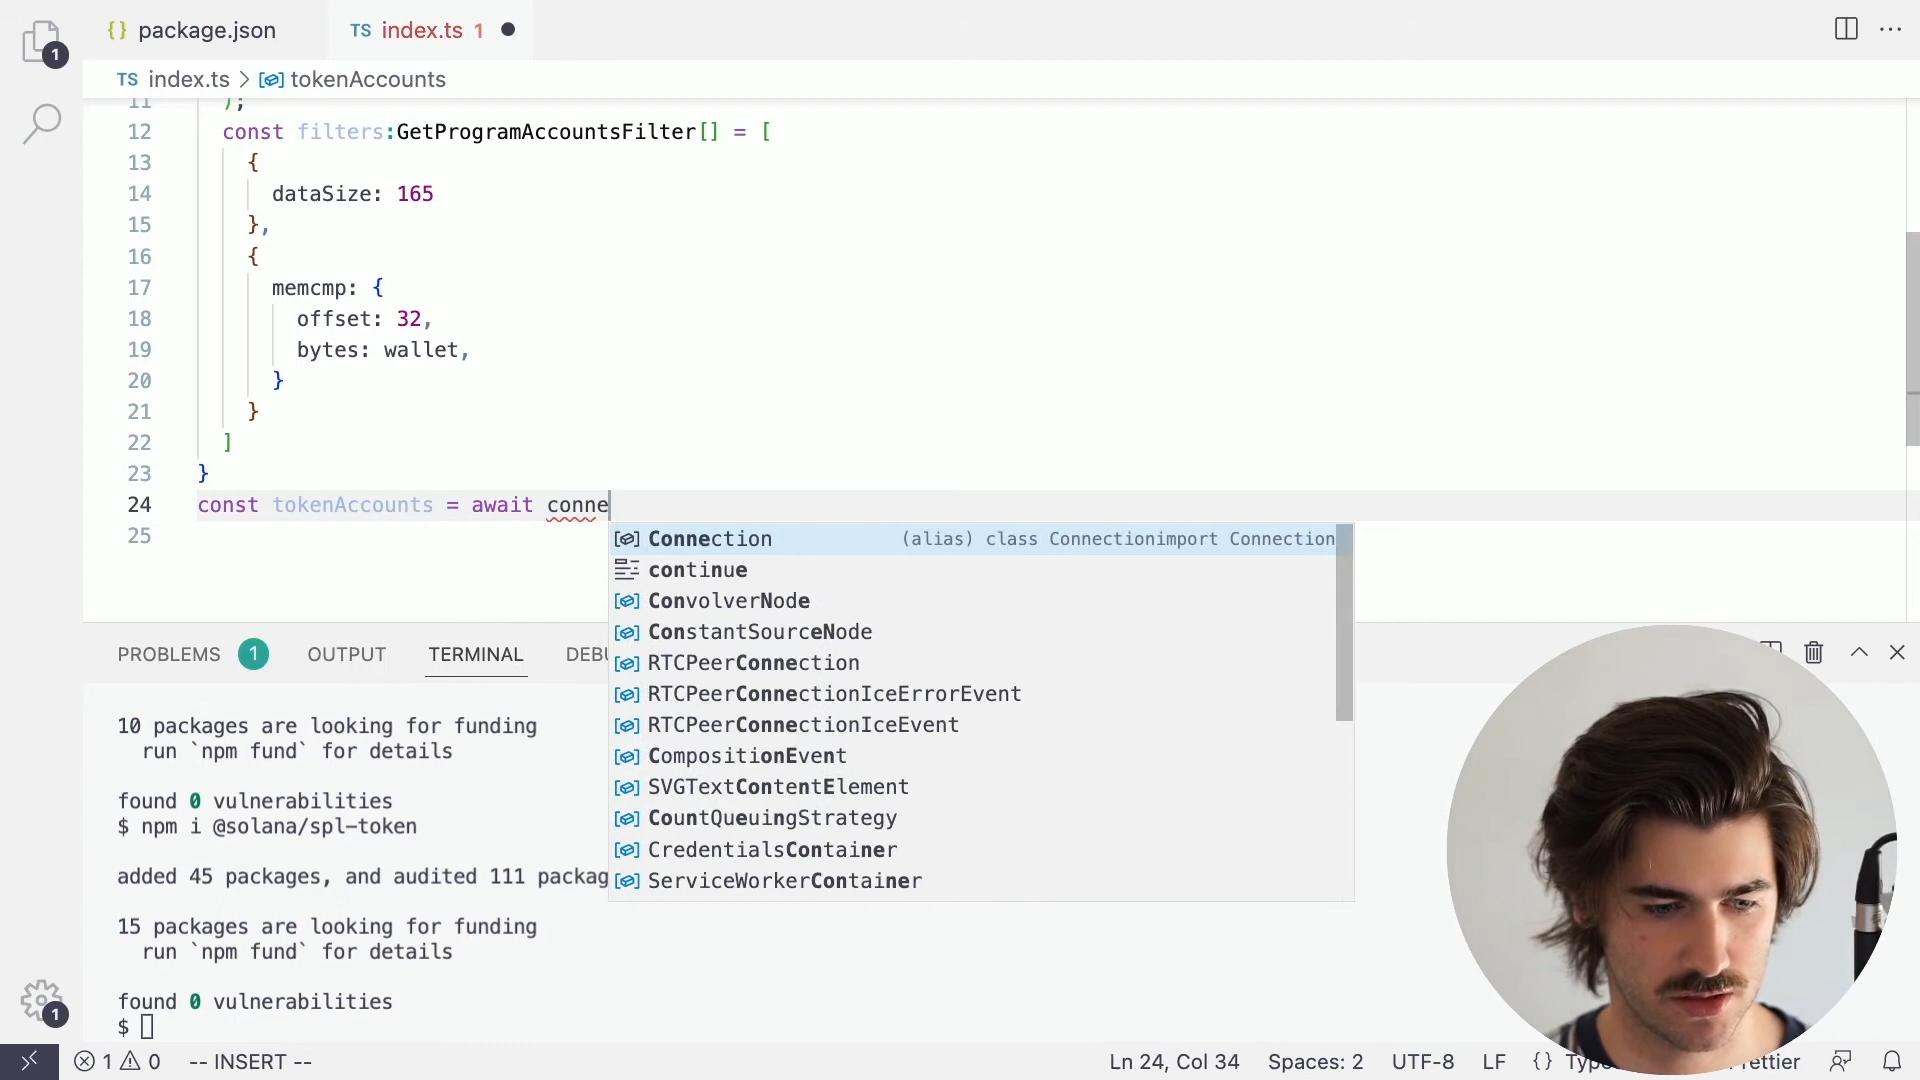 1
{} package.json
TS index.ts 1
TS index.ts > tokenAccounts
11 );
12 const filters:GetProgramAccountsFilter[] = [
13 {
14 dataSize: 165
15 },
16 {
17 memcmp: {
18 offset: 32,
19 bytes: wallet,
20 }
21 }
22 ]
23 }
24 const tokenAccounts = await conne
25
Connection (alias) class Connectionimport Connection
continue
ConvolverNode
ConstantSourceNode
RTCPeerConnection
RTCPeerConnectionIceErrorEvent
RTCPeerConnectionIceEvent
CompositionEvent
SVGTextContentElement
CountQueuingStrategy
CredentialsContainer
ServiceWorkerContainer
PROBLEMS 1 OUTPUT TERMINAL DEBU
10 packages are looking for funding
run `npm fund` for details
found 0 vulnerabilities
$ npm i @solana/spl-token
added 45 packages, and audited 111 packag
15 packages are looking for funding
run `npm fund` for details
found 0 vulnerabilities
$
1
1 0 -- INSERT -- Ln 24, Col 34 Spaces: 2 UTF-8 LF {} Typ ettier